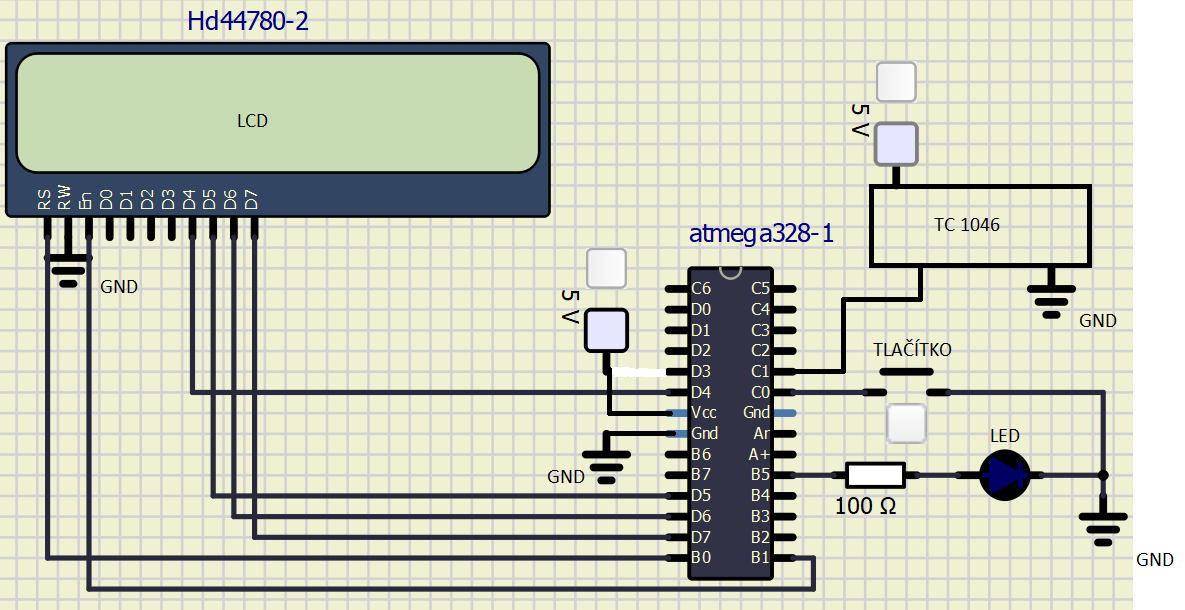 Hd44780-2
LCD
RS RW En D0 D1 D2 D3 D4 D5 D6 D7
GND
5 V
TC 1046
GND
atmega328-1
5 V
C6 C5
D0 C4
D1 C3
D2 C2
D3 C1
D4 C0
Vcc Gnd
Gnd Ar
B6 A+
B7 B5
D5 B4
D6 B3
D7 B2
B0 B1
GND
TLAČÍTKO
LED
100 Ω
GND